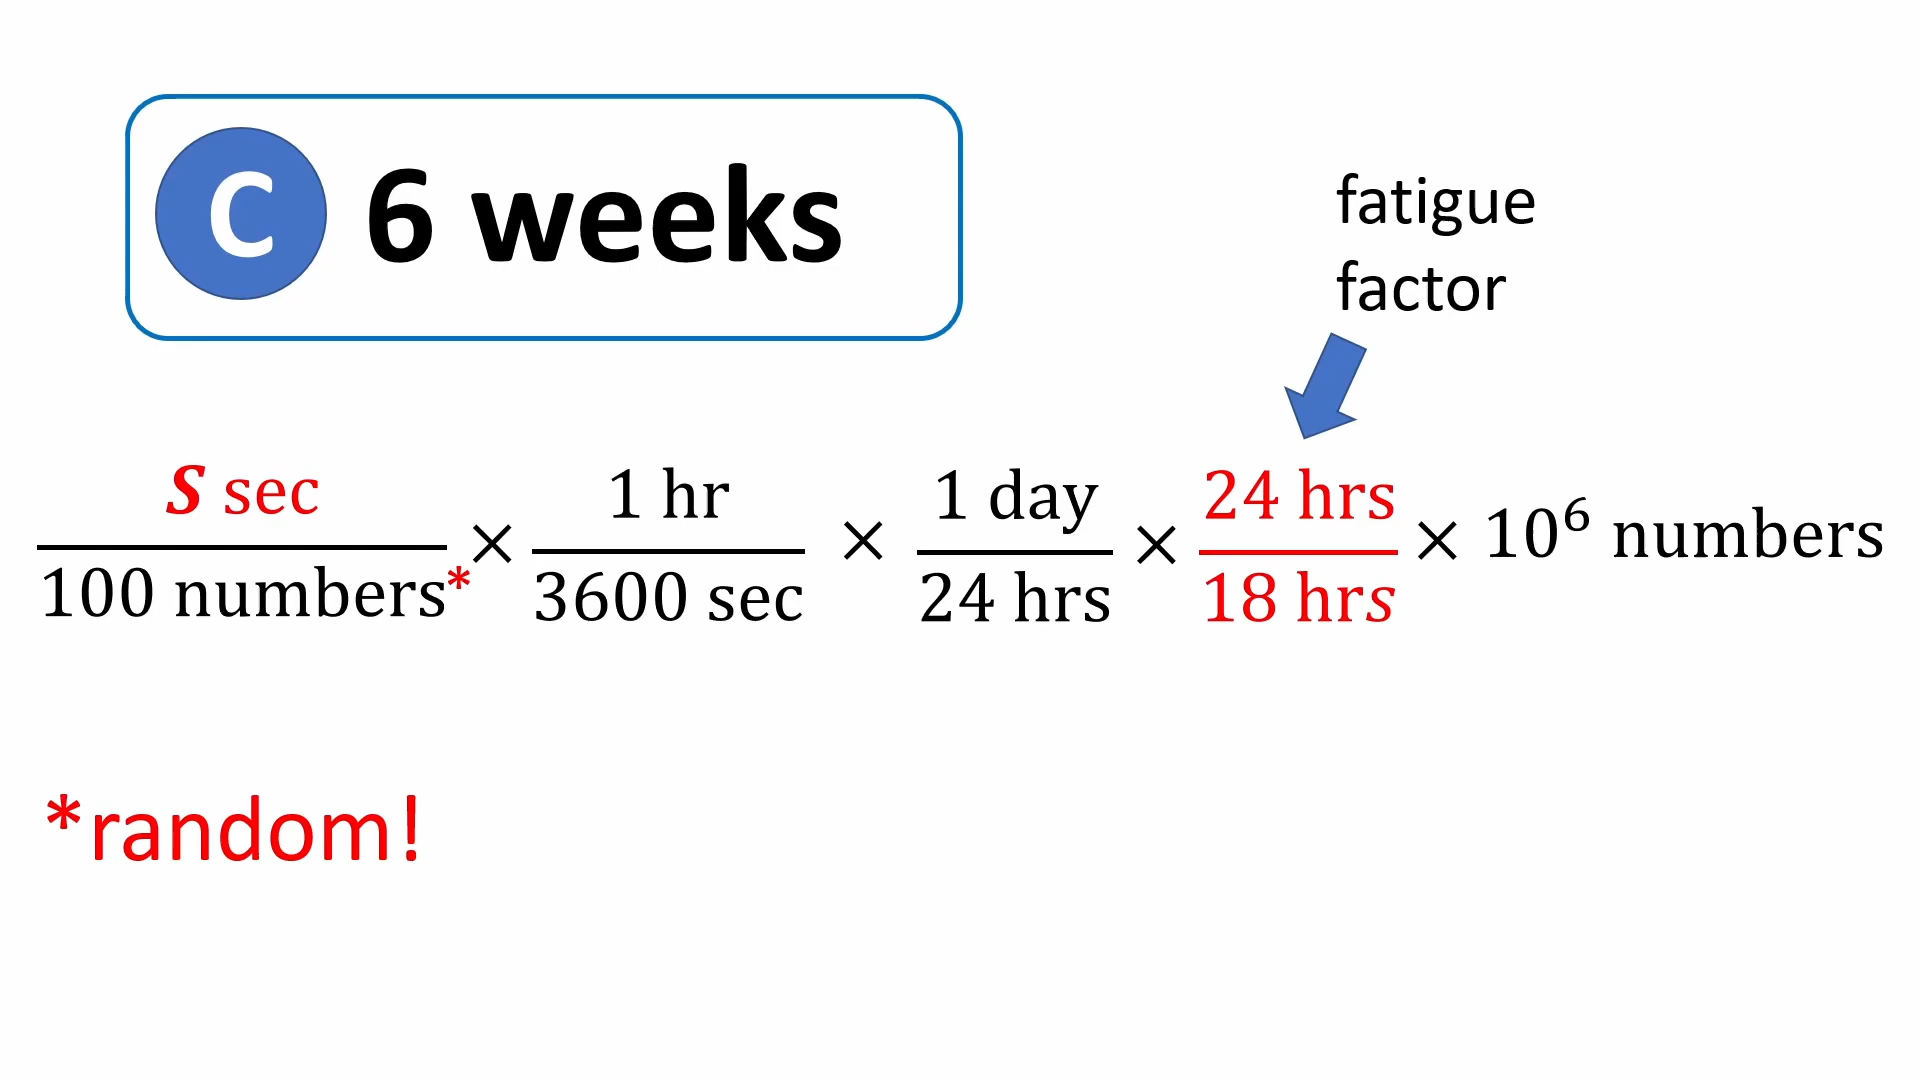 C 6 weeks
fatigue
factor
S sec / 100 numbers* × 1 hr / 3600 sec × 1 day / 24 hrs × 24 hrs / 18 hrs × 10⁶ numbers
*random!